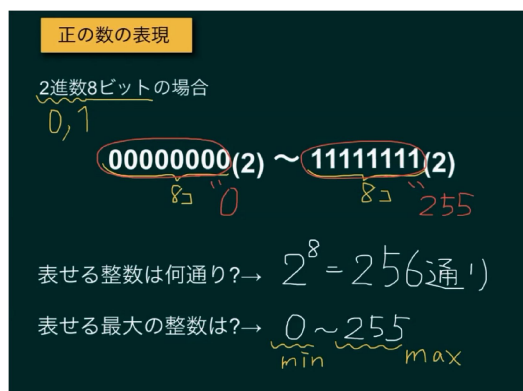 正の数の表現
2進数8ビットの場合
0,1
00000000(2) ～ 11111111(2)
8コ 0 8コ 255
表せる整数は何通り?→ 2⁸=256通り
表せる最大の整数は?→ 0～255
min max